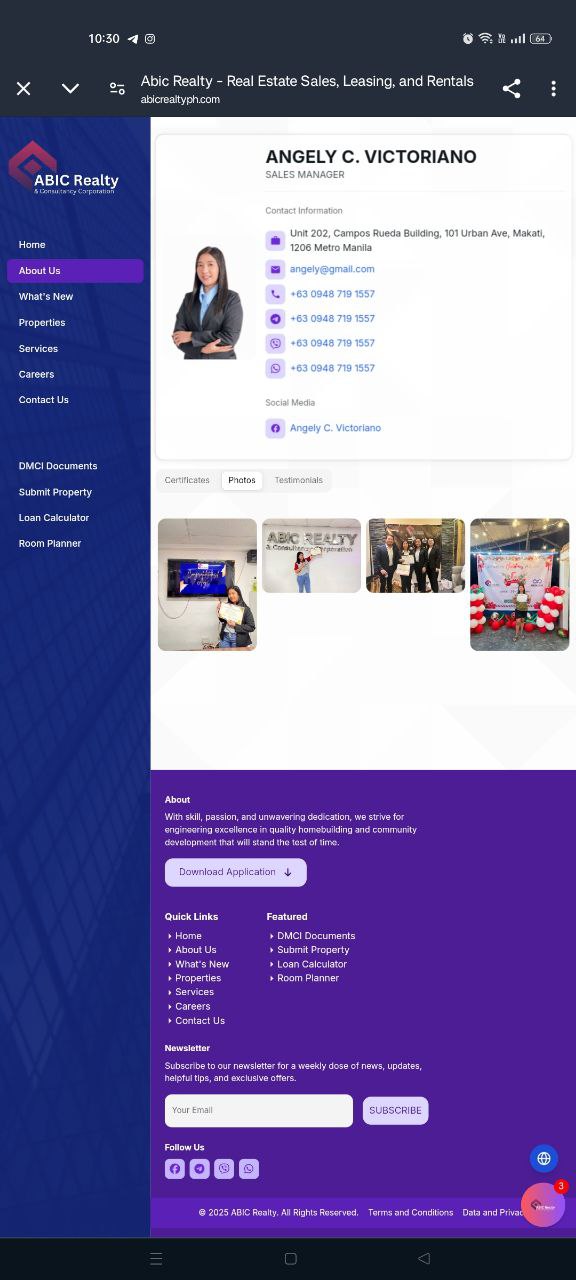 10:30
64
Abic Realty - Real Estate Sales, Leasing, and Rentals
abicrealtyph.com
ABIC Realty
& Consultancy Corporation
Home
About Us
What's New
Properties
Services
Careers
Contact Us
DMCI Documents
Submit Property
Loan Calculator
Room Planner
ANGELY C. VICTORIANO
SALES MANAGER
Contact Information
Unit 202, Campos Rueda Building, 101 Urban Ave, Makati,
1206 Metro Manila
angely@gmail.com
+63 0948 719 1557
+63 0948 719 1557
+63 0948 719 1557
+63 0948 719 1557
Social Media
Angely C. Victoriano
Certificates
Photos
Testimonials
ABIC REALTY
& Consultancy Corporation
About
With skill, passion, and unwavering dedication, we strive for
engineering excellence in quality homebuilding and community
development that will stand the test of time.
Download Application
Quick Links
Home
About Us
What's New
Properties
Services
Careers
Contact Us
Featured
DMCI Documents
Submit Property
Loan Calculator
Room Planner
Newsletter
Subscribe to our newsletter for a weekly dose of news, updates,
helpful tips, and exclusive offers.
Your Email
SUBSCRIBE
Follow Us
3
© 2025 ABIC Realty. All Rights Reserved. Terms and Conditions Data and Privac